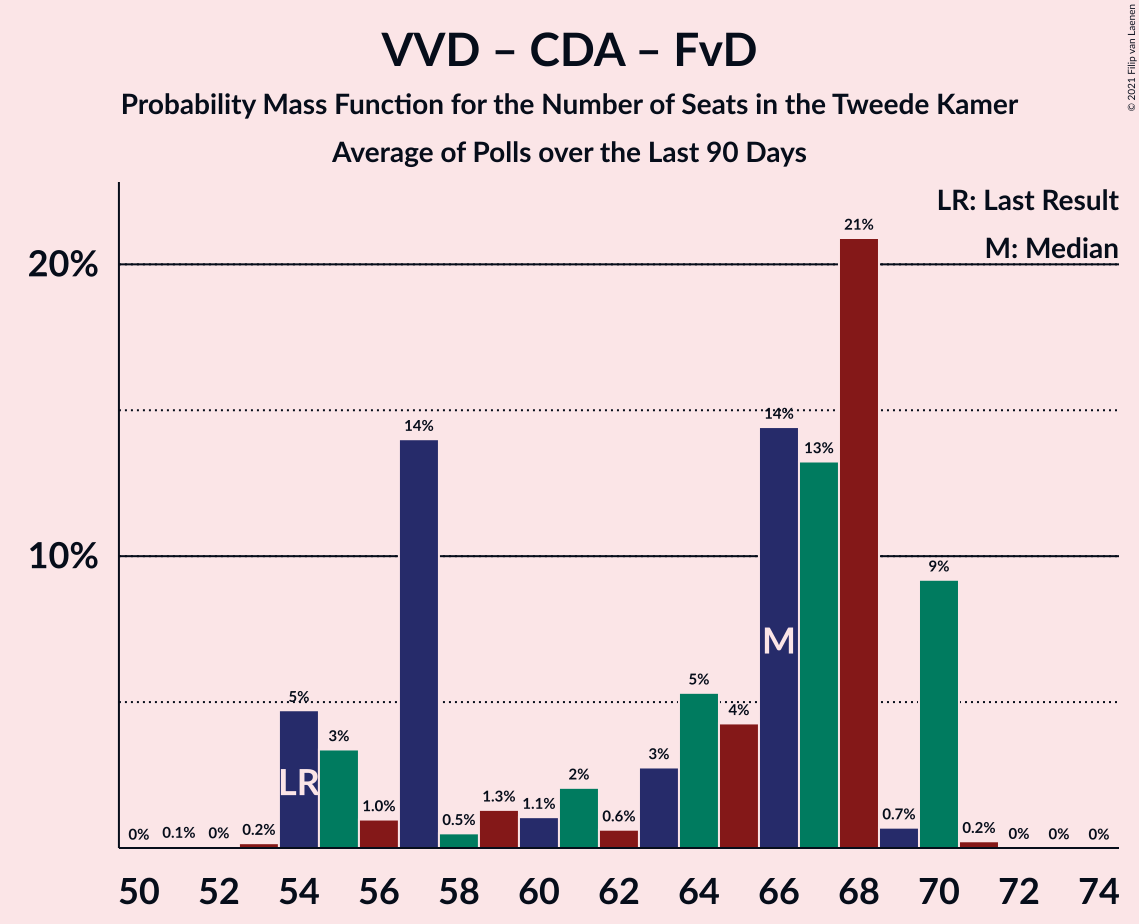 VVD – CDA – FvD
Probability Mass Function for the Number of Seats in the Tweede Kamer
Average of Polls over the Last 90 Days
© 2021 Filip van Laenen
LR: Last Result
M: Median
20%
10%
0% 0.1% 0% 0.2% 5% 3% 1.0% 14% 0.5% 1.3% 1.1% 2% 0.6% 3% 5% 4% 14% 13% 21% 0.7% 9% 0.2% 0% 0% 0%
LR M
50 52 54 56 58 60 62 64 66 68 70 72 74